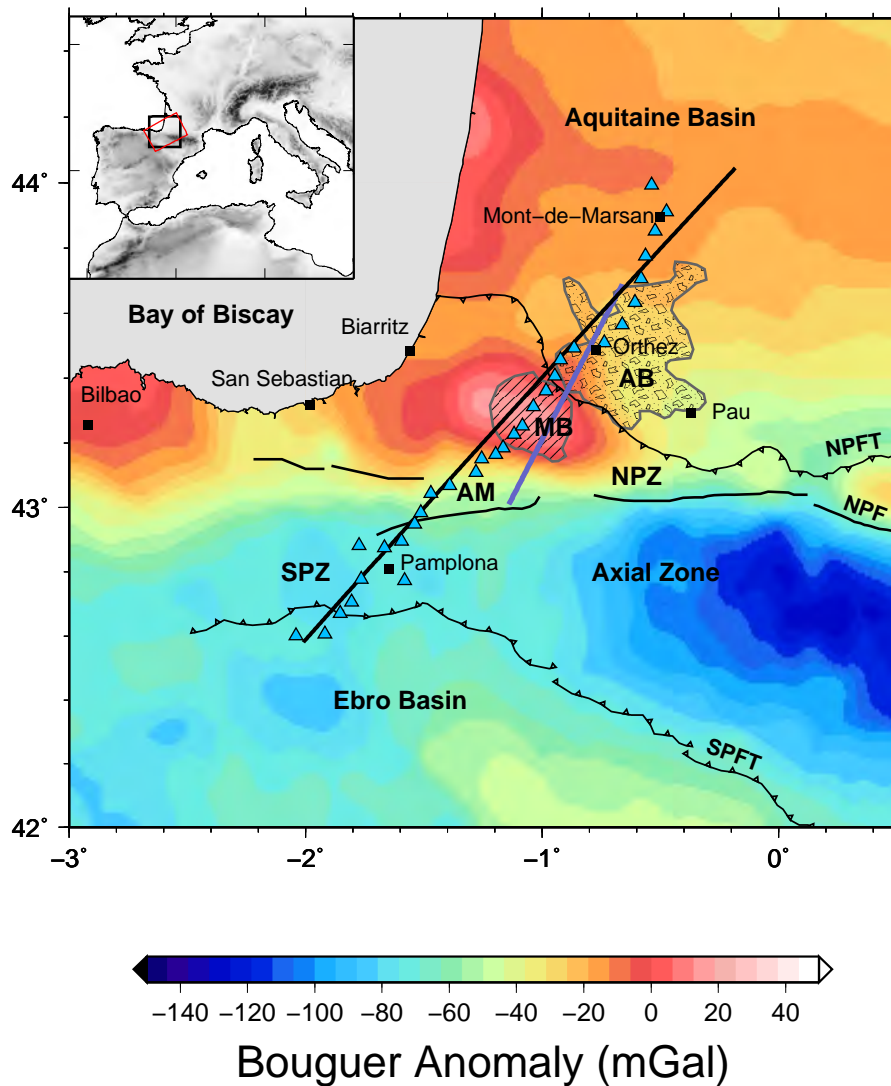 Aquitaine Basin
44°
Mont−de−Marsan
Bay of Biscay
Biarritz
Orthez
San Sebastian
AB
Bilbao
MB
Pau
NPFT
AM
NPZ
NPF
43°
SPZ
Pamplona
Axial Zone
Ebro Basin
SPFT
42°
−3°
−2°
−1°
0°
−140 −120 −100 −80 −60 −40 −20 0 20 40
Bouguer Anomaly (mGal)